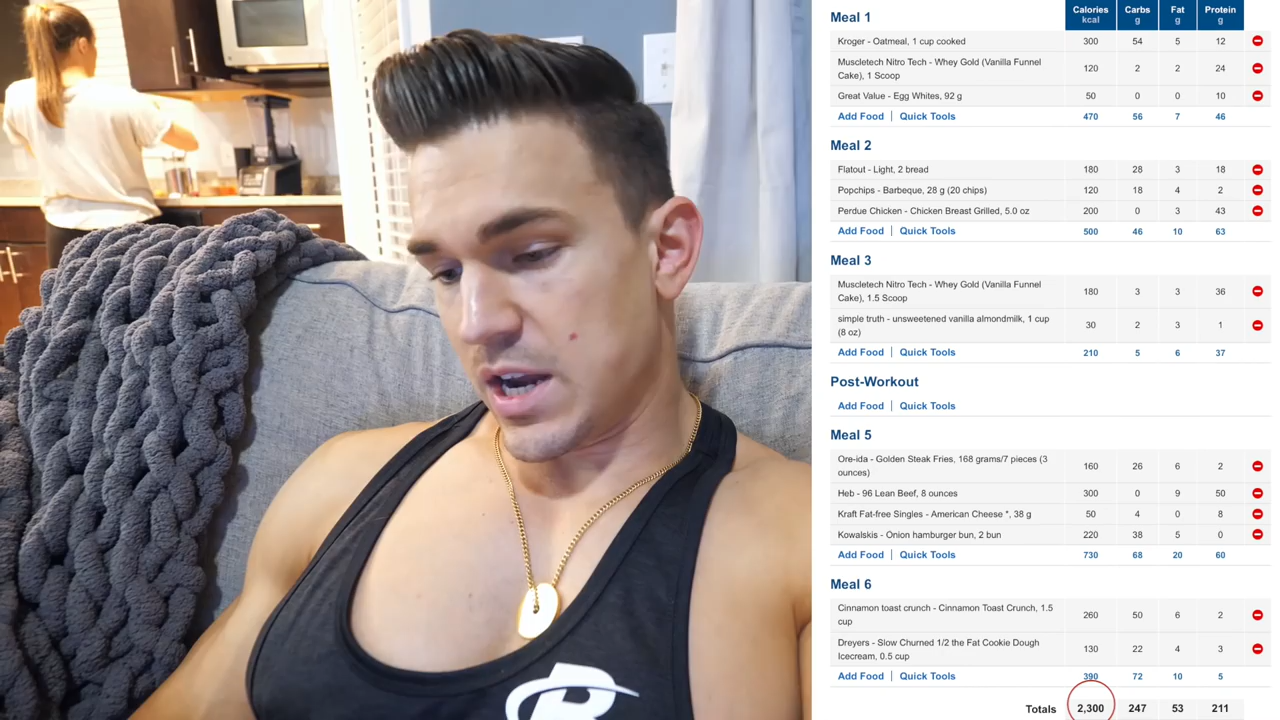 Calories Carbs Fat Protein
kcal g g g
Meal 1
Kroger - Oatmeal, 1 cup cooked 300 54 5 12
Muscletech Nitro Tech - Whey Gold (Vanilla Funnel
Cake), 1 Scoop 120 2 2 24
Great Value - Egg Whites, 92 g 50 0 0 10
Add Food | Quick Tools 470 56 7 46
Meal 2
Flatout - Light, 2 bread 180 28 3 18
Popchips - Barbeque, 28 g (20 chips) 120 18 4 2
Perdue Chicken - Chicken Breast Grilled, 5.0 oz 200 0 3 43
Add Food | Quick Tools 500 46 10 63
Meal 3
Muscletech Nitro Tech - Whey Gold (Vanilla Funnel
Cake), 1.5 Scoop 180 3 3 36
simple truth - unsweetened vanilla almondmilk, 1 cup
(8 oz) 30 2 3 1
Add Food | Quick Tools 210 5 6 37
Post-Workout
Add Food | Quick Tools
Meal 5
Ore-ida - Golden Steak Fries, 168 grams/7 pieces (3
ounces) 160 26 6 2
Heb - 96 Lean Beef, 8 ounces 300 0 9 50
Kraft Fat-free Singles - American Cheese *, 38 g 50 4 0 8
Kowalskis - Onion hamburger bun, 2 bun 220 38 5 0
Add Food | Quick Tools 730 68 20 60
Meal 6
Cinnamon toast crunch - Cinnamon Toast Crunch, 1.5
cup 260 50 6 2
Dreyers - Slow Churned 1/2 the Fat Cookie Dough
Icecream, 0.5 cup 130 22 4 3
Add Food | Quick Tools 390 72 10 5
Totals 2,300 247 53 211